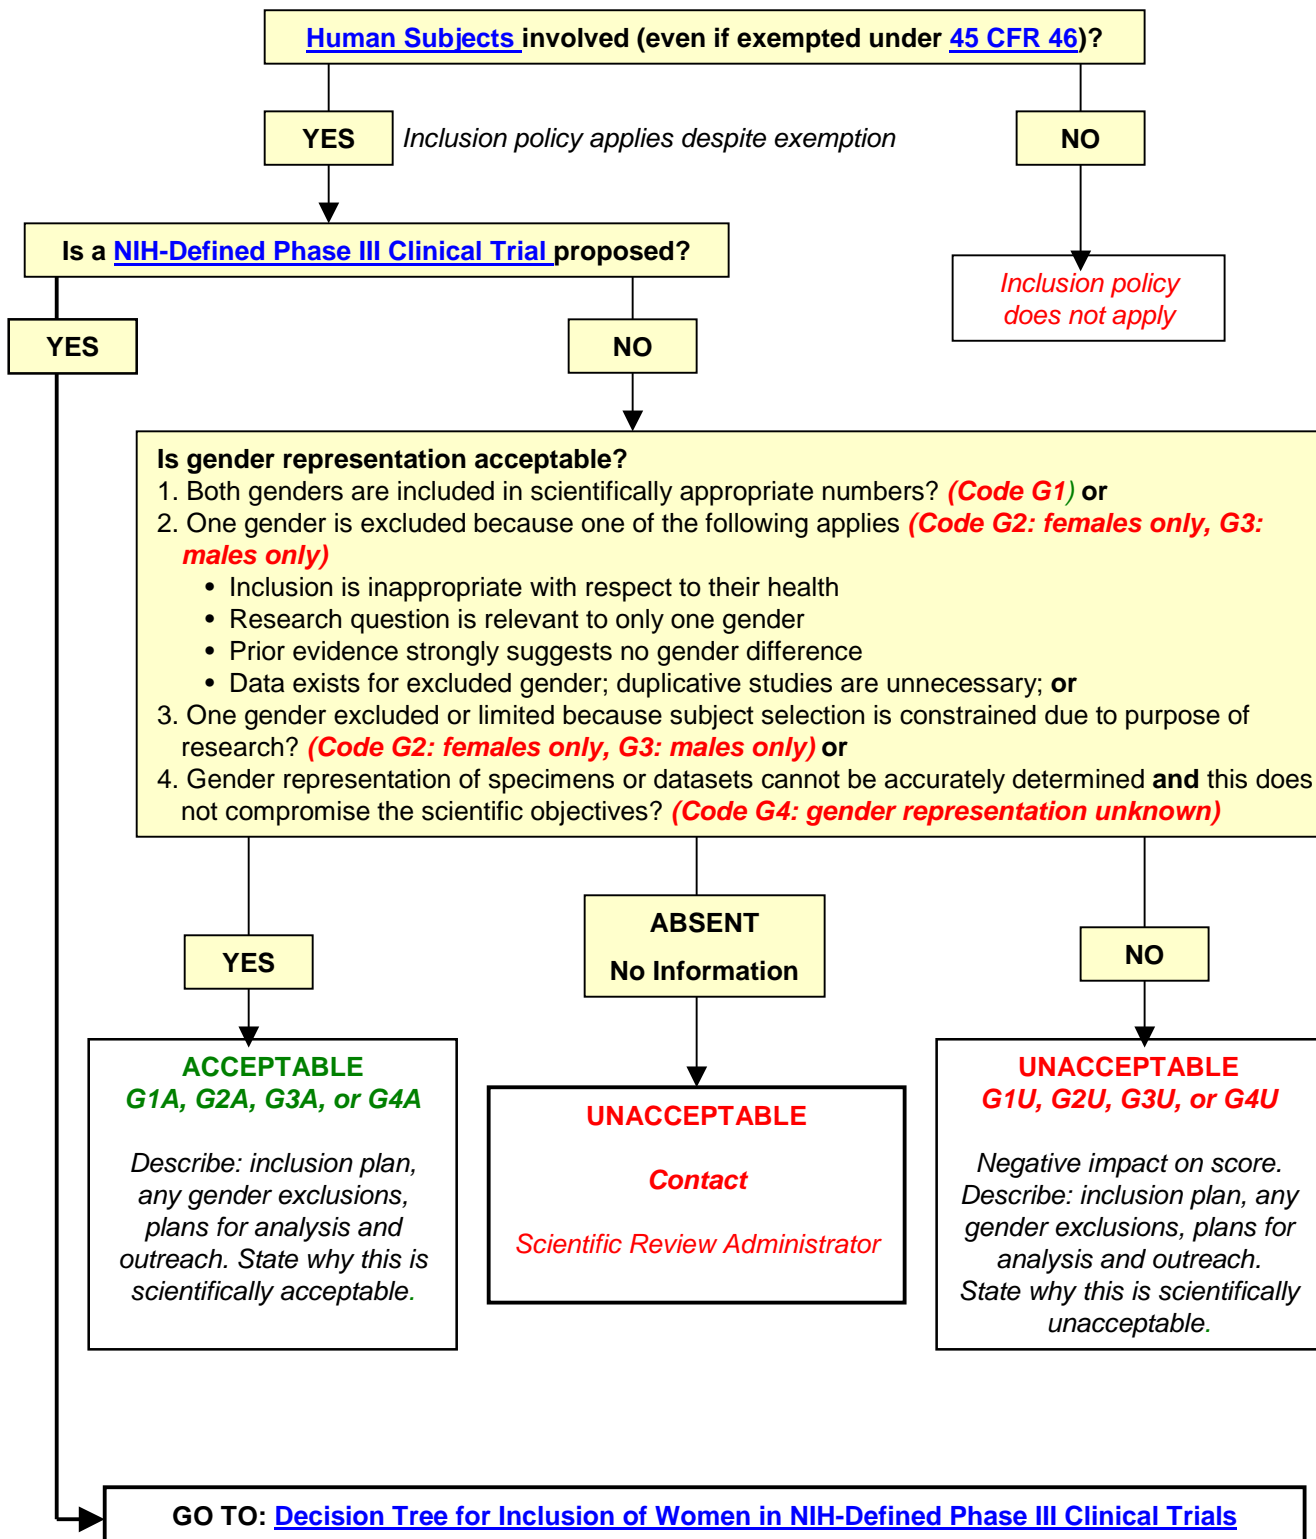 Human Subjects involved (even if exempted under 45 CFR 46)?
YES
Inclusion policy applies despite exemption
NO
Is a NIH-Defined Phase III Clinical Trial proposed?
Inclusion policy
does not apply
YES
NO
Is gender representation acceptable?
1. Both genders are included in scientifically appropriate numbers? (Code G1) or
2. One gender is excluded because one of the following applies (Code G2: females only, G3:
males only)
• Inclusion is inappropriate with respect to their health
• Research question is relevant to only one gender
• Prior evidence strongly suggests no gender difference
• Data exists for excluded gender; duplicative studies are unnecessary; or
3. One gender excluded or limited because subject selection is constrained due to purpose of
research? (Code G2: females only, G3: males only) or
4. Gender representation of specimens or datasets cannot be accurately determined and this does
not compromise the scientific objectives? (Code G4: gender representation unknown)
YES
ABSENT
No Information
NO
ACCEPTABLE
G1A, G2A, G3A, or G4A
Describe: inclusion plan,
any gender exclusions,
plans for analysis and
outreach. State why this is
scientifically acceptable.
UNACCEPTABLE
Contact
Scientific Review Administrator
UNACCEPTABLE
G1U, G2U, G3U, or G4U
Negative impact on score.
Describe: inclusion plan, any
gender exclusions, plans for
analysis and outreach.
State why this is scientifically
unacceptable.
GO TO: Decision Tree for Inclusion of Women in NIH-Defined Phase III Clinical Trials